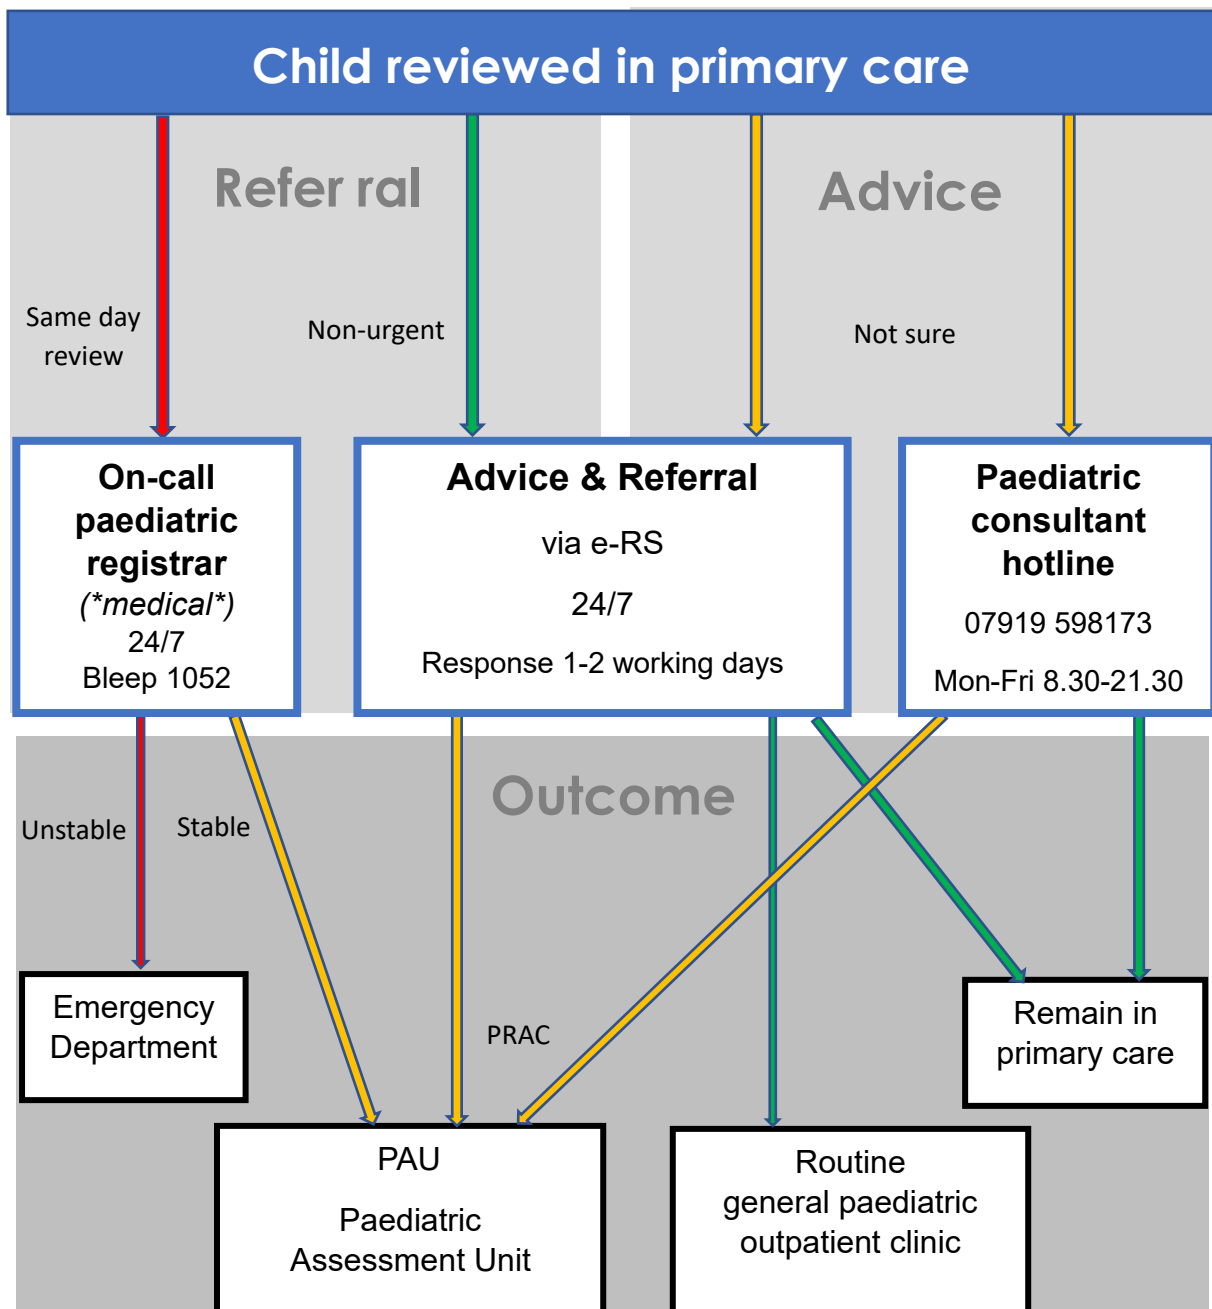 Child reviewed in primary care
Refer ral
Advice
Same day
review
Non-urgent
Not sure
On-call
paediatric
registrar
(*medical*)
24/7
Bleep 1052
Advice & Referral
via e-RS
24/7
Response 1-2 working days
Paediatric
consultant
hotline
07919 598173
Mon-Fri 8.30-21.30
Outcome
Unstable
Stable
PRAC
Emergency
Department
Remain in
primary care
PAU
Paediatric
Assessment Unit
Routine
general paediatric
outpatient clinic